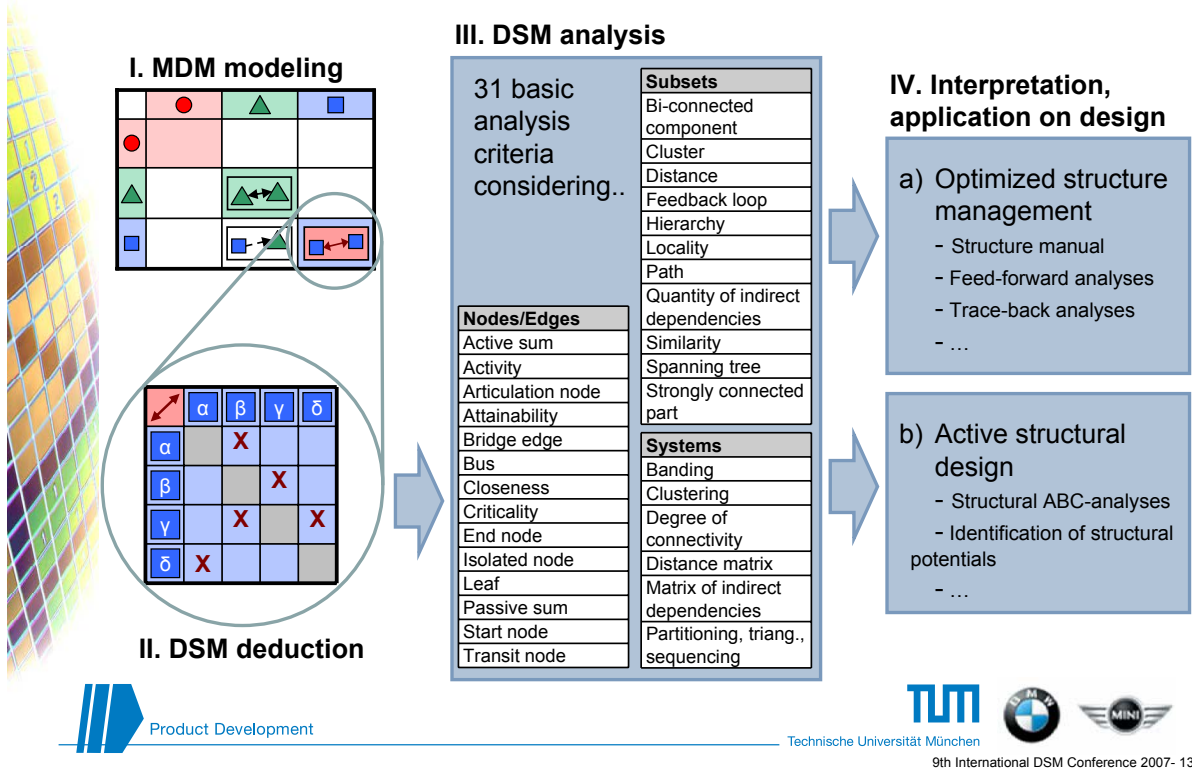 III. DSM analysis
I. MDM modeling
31 basic
analysis
criteria
considering..
Nodes/Edges
Active sum
Activity
Articulation node
Attainability
Bridge edge
Bus
Closeness
Criticality
End node
Isolated node
Leaf
Passive sum
Start node
Transit node
Subsets
Bi-connected
component
Cluster
Distance
Feedback loop
Hierarchy
Locality
Path
Quantity of indirect
dependencies
Similarity
Spanning tree
Strongly connected
part
Systems
Banding
Clustering
Degree of
connectivity
Distance matrix
Matrix of indirect
dependencies
Partitioning, triang.,
sequencing
IV. Interpretation,
application on design
a) Optimized structure
management
- Structure manual
- Feed-forward analyses
- Trace-back analyses
- …
b) Active structural
design
- Structural ABC-analyses
- Identification of structural
potentials
- …
α β γ δ
α X
β X
γ X X
δ X
II. DSM deduction
1
2
2
Product Development
TUM
Technische Universität München
BMW
MINI
9th International DSM Conference 2007- 13